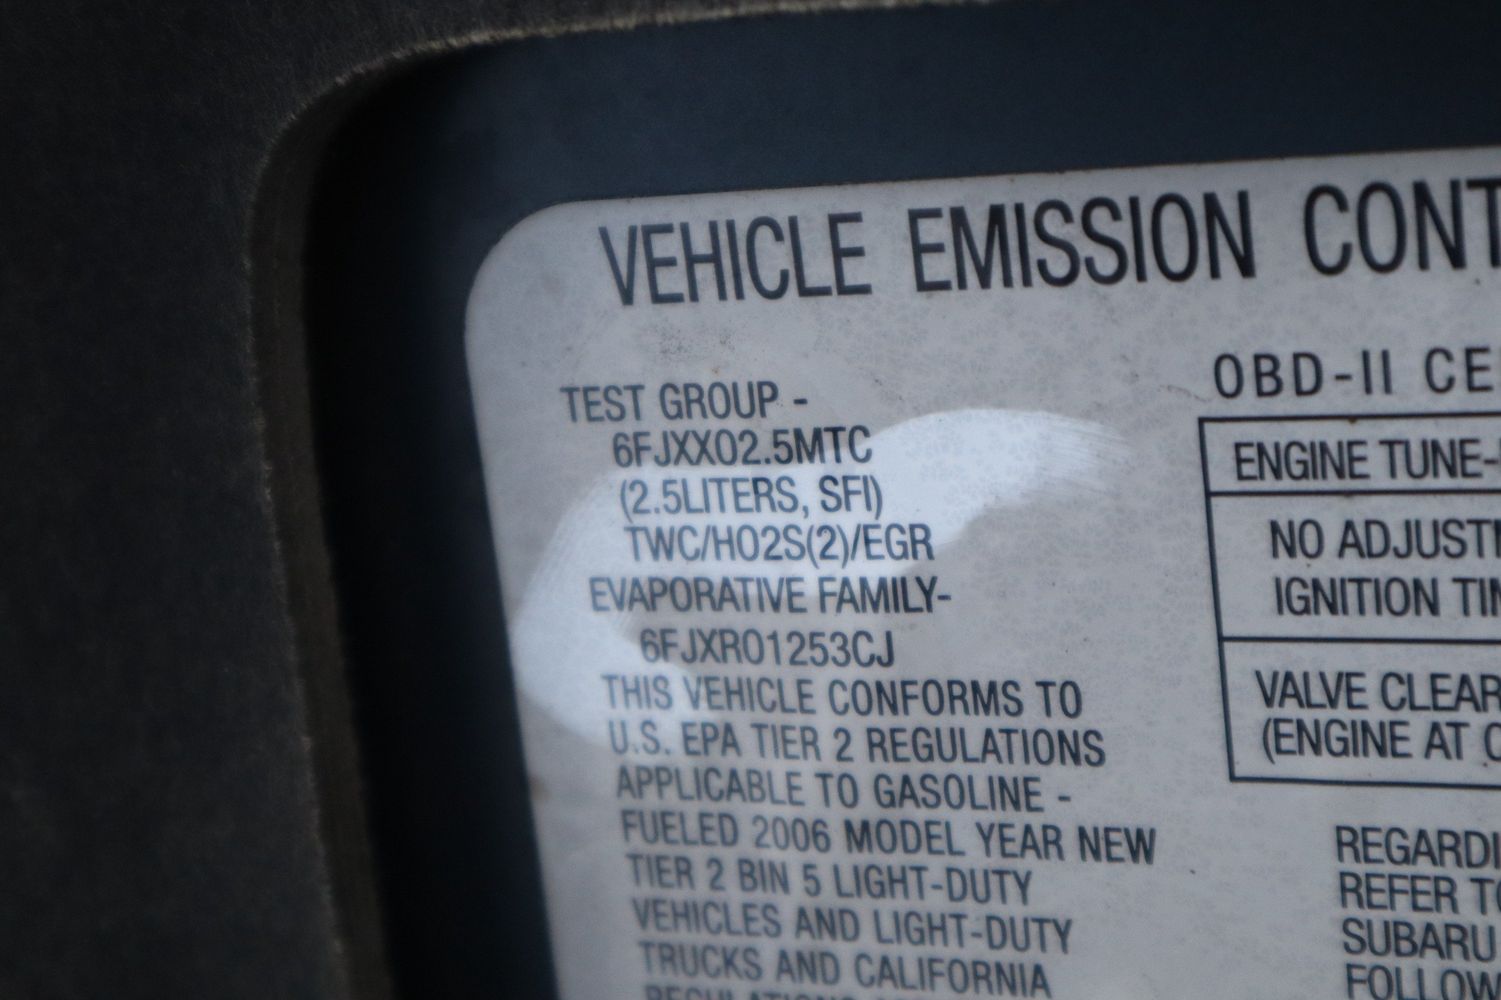 VEHICLE EMISSION CONT
TEST GROUP -
6FJXX02.5MTC
(2.5LITERS, SFI)
TWC/HO2S(2)/EGR
EVAPORATIVE FAMILY-
6FJXR01253CJ
THIS VEHICLE CONFORMS TO
U.S. EPA TIER 2 REGULATIONS
APPLICABLE TO GASOLINE -
FUELED 2006 MODEL YEAR NEW
TIER 2 BIN 5 LIGHT-DUTY
VEHICLES AND LIGHT-DUTY
TRUCKS AND CALIFORNIA
OBD-II CE
ENGINE TUNE-
NO ADJUSTM
IGNITION TIM
VALVE CLEAR
(ENGINE AT C
REGARDI
REFER TO
SUBARU
FOLLOW